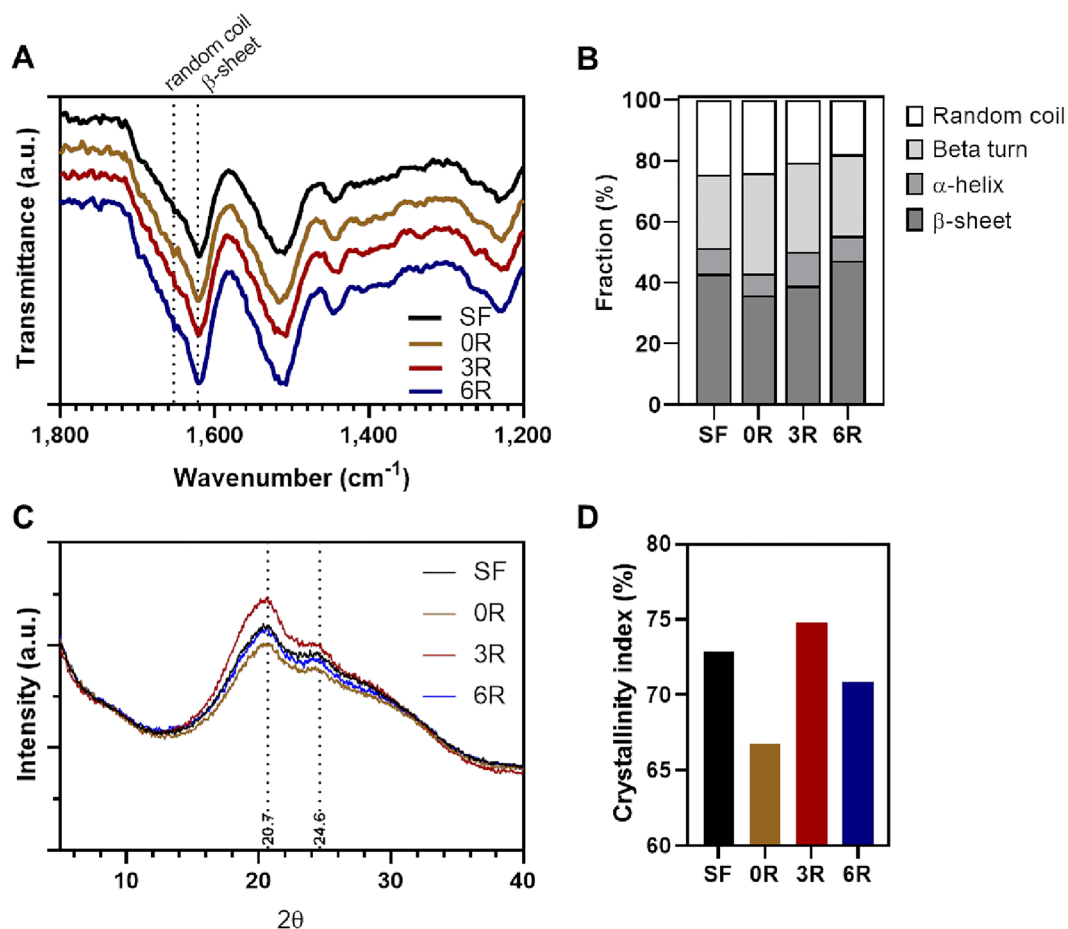 A
random coil
β-sheet
Transmittance (a.u.)
SF
0R
3R
6R
1,800
1,600
1,400
1,200
Wavenumber (cm-1)
B
100
80
60
40
20
0
Fraction (%)
SF
0R
3R
6R
Random coil
Beta turn
α-helix
β-sheet
C
Intensity (a.u.)
SF
0R
3R
6R
20.7
24.6
10
20
30
40
2θ
D
80
75
70
65
60
Crystallinity index (%)
SF
0R
3R
6R